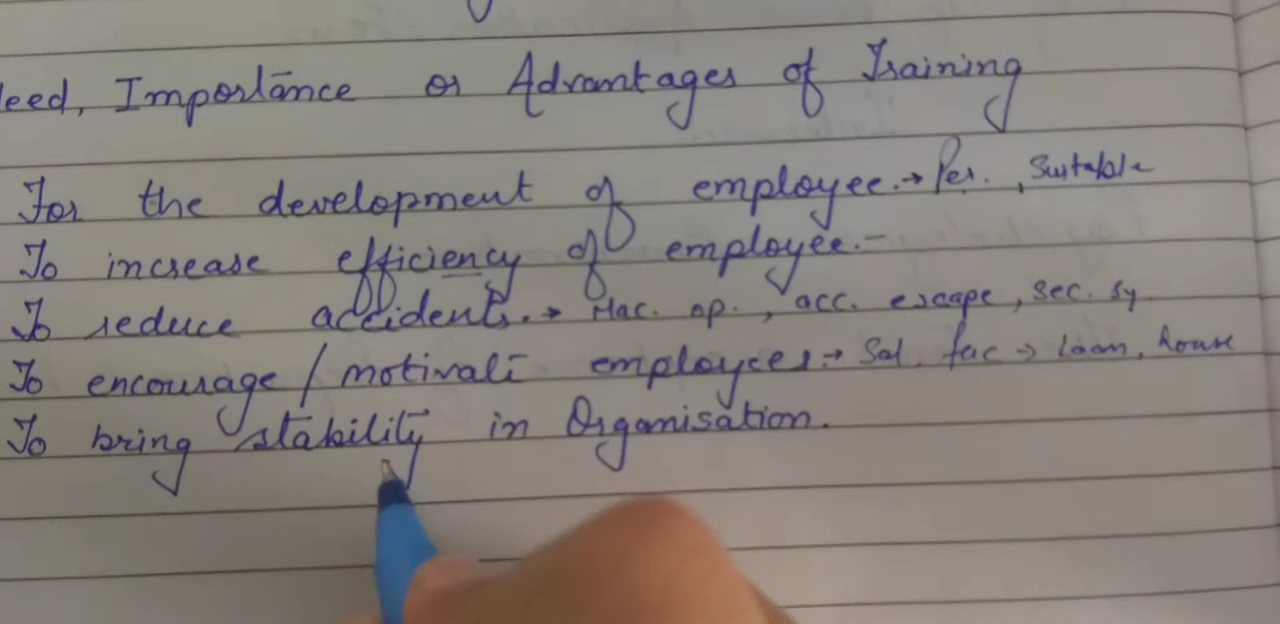 leed, Importance or Advantages of Training
For the development of employee. → Per. , Suitable
To increase efficiency of employee. -
To reduce accidents. → Mac. op. , acc. escape, sec. sy
To encourage / motivate employees → Sal. fac → loan, house
To bring stability in Organisation.